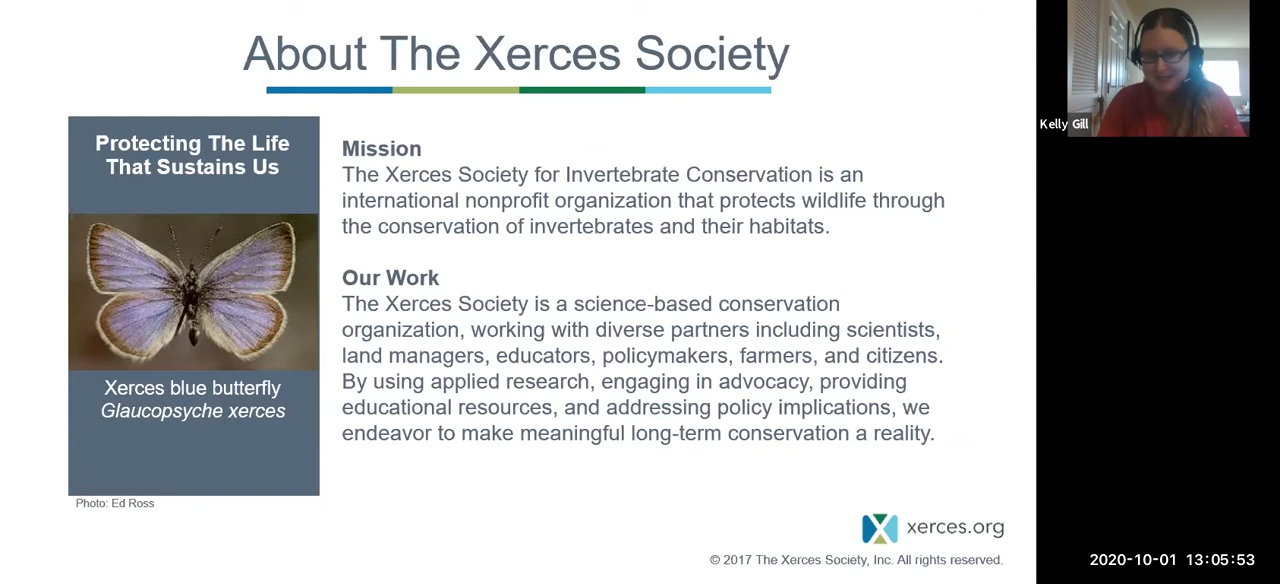 About The Xerces Society
Protecting The Life
That Sustains Us
Xerces blue butterfly
Glaucopsyche xerces
Photo: Ed Ross
Mission
The Xerces Society for Invertebrate Conservation is an
international nonprofit organization that protects wildlife through
the conservation of invertebrates and their habitats.
Our Work
The Xerces Society is a science-based conservation
organization, working with diverse partners including scientists,
land managers, educators, policymakers, farmers, and citizens.
By using applied research, engaging in advocacy, providing
educational resources, and addressing policy implications, we
endeavor to make meaningful long-term conservation a reality.
xerces.org
© 2017 The Xerces Society, Inc. All rights reserved.
Kelly Gill
2020-10-01 13:05:53